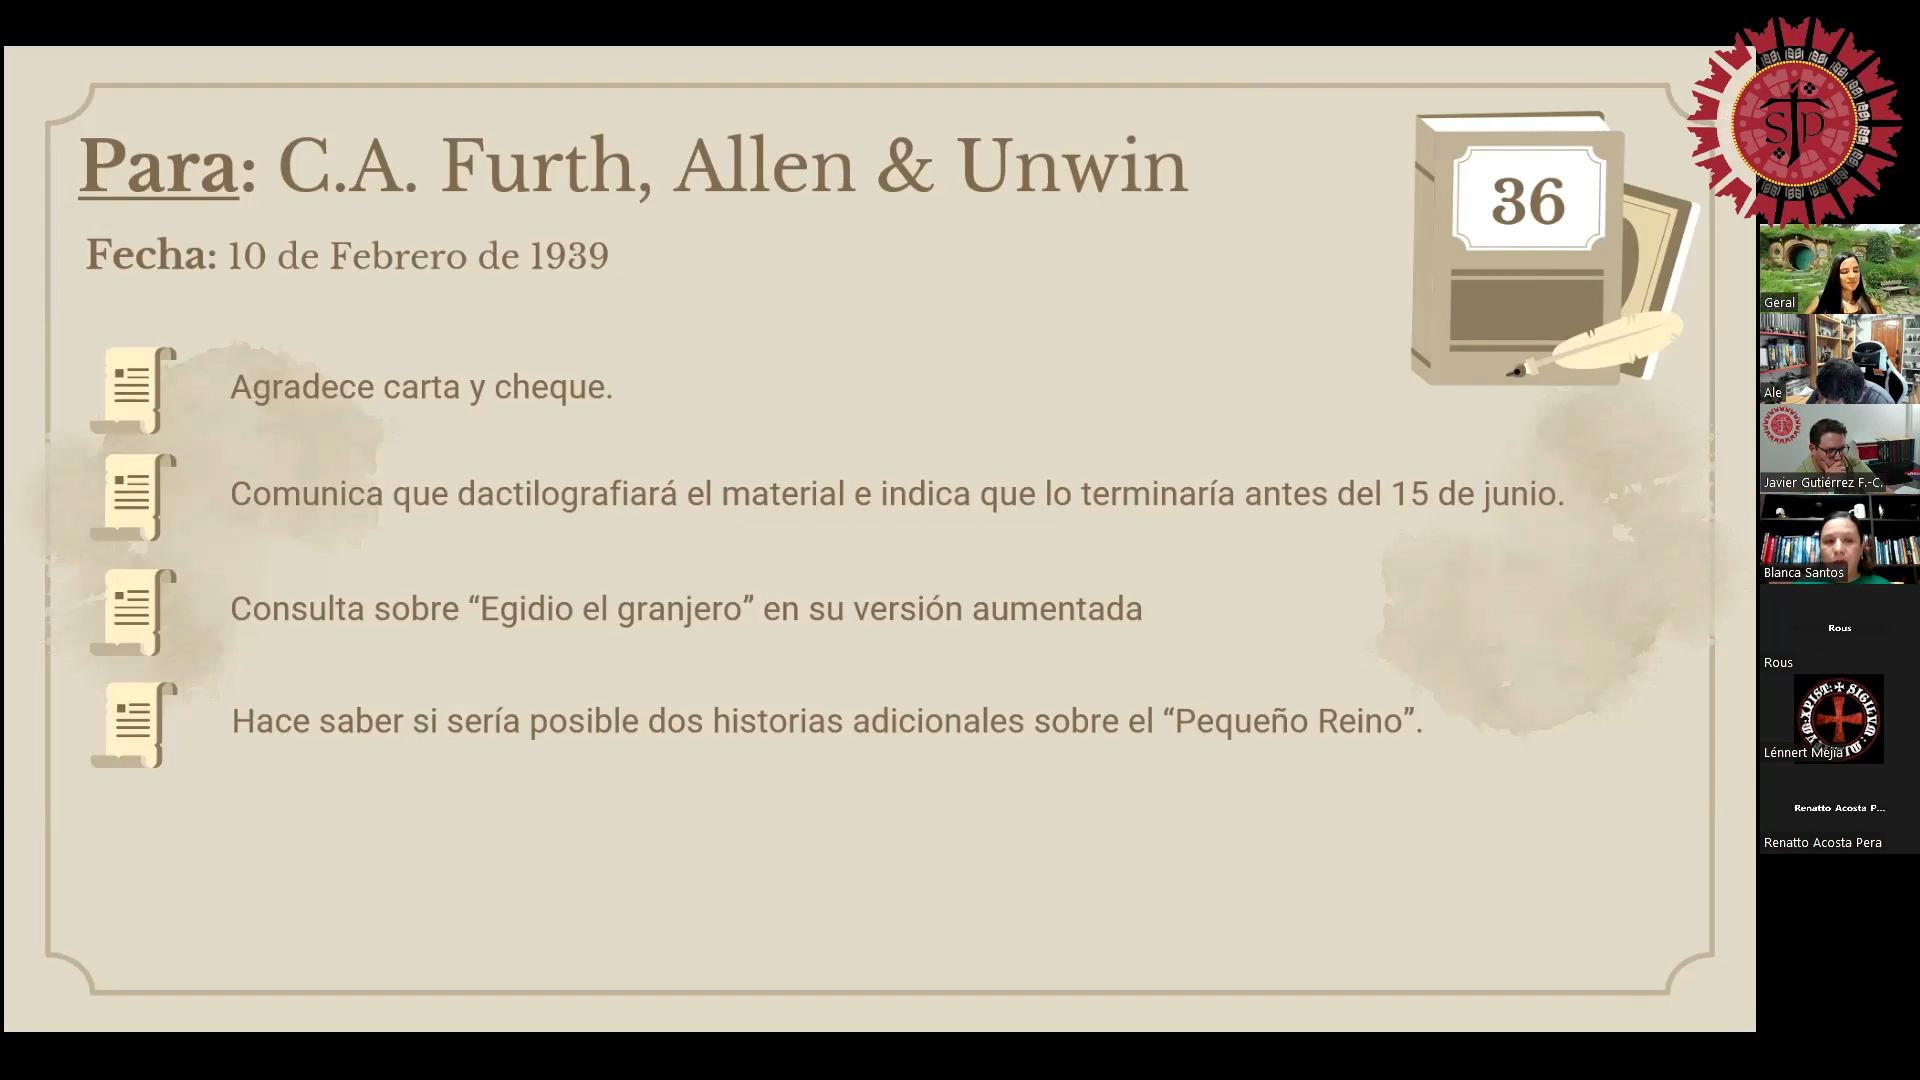 Para: C.A. Furth, Allen & Unwin
Fecha: 10 de Febrero de 1939
36
Agradece carta y cheque.
Comunica que dactilografiará el material e indica que lo terminaría antes del 15 de junio.
Consulta sobre “Egidio el granjero” en su versión aumentada
Hace saber si sería posible dos historias adicionales sobre el “Pequeño Reino”.
Geral
Ale
Javier Gutiérrez F.-C.
Blanca Santos
Rous
Rous
Lénnert Mejía
Renatto Acosta P...
Renatto Acosta Pera